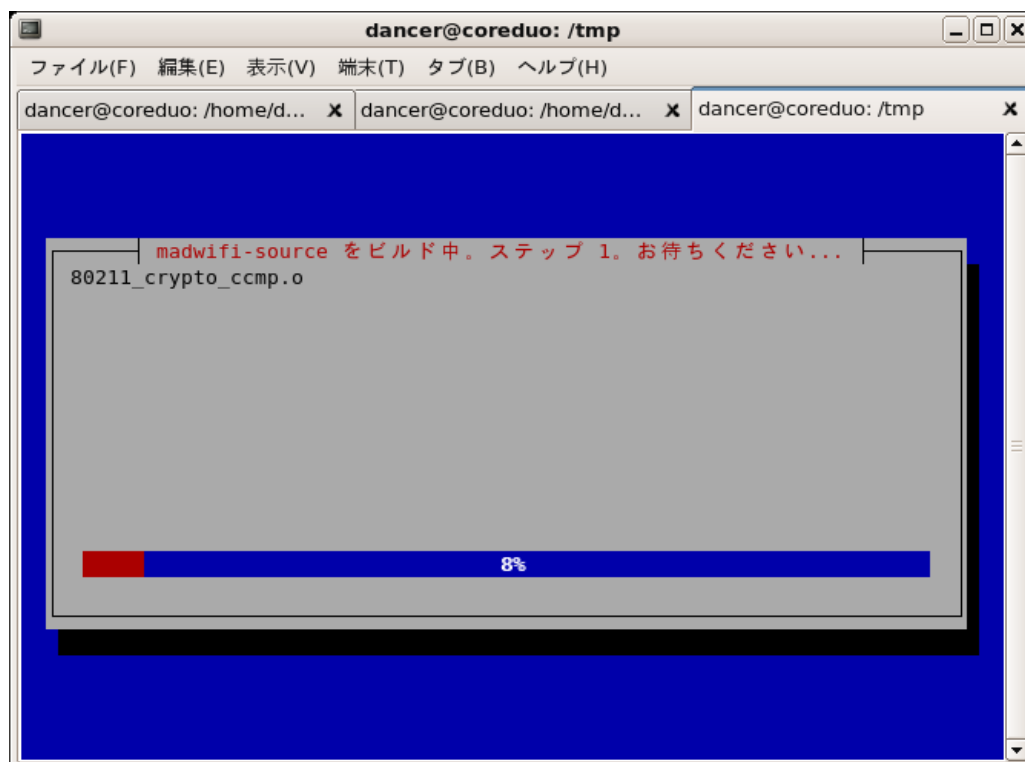 dancer@coreduo: /tmp
ファイル(F) 編集(E) 表示(V) 端末(T) タブ(B) ヘルプ(H)
dancer@coreduo: /home/d... dancer@coreduo: /home/d... dancer@coreduo: /tmp
madwifi-source をビルド中。ステップ 1。お待ちください...
80211_crypto_ccmp.o
8%